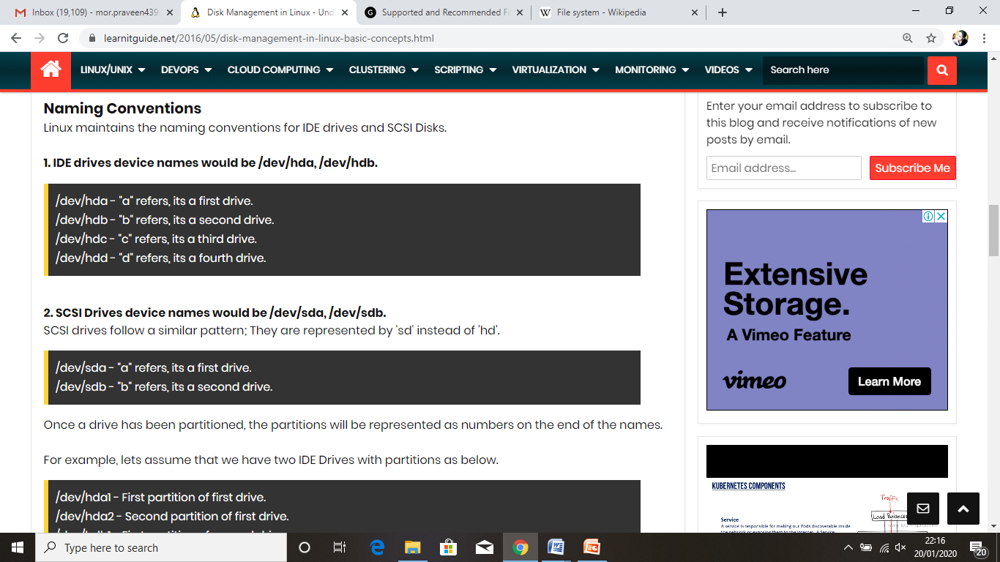 Inbox (19,109) - mor.praveen439
Disk Management in Linux - Und
Supported and Recommended Fi
File system - Wikipedia
learnitguide.net/2016/05/disk-management-in-linux-basic-concepts.html
LINUX/UNIX DEVOPS CLOUD COMPUTING CLUSTERING SCRIPTING VIRTUALIZATION MONITORING VIDEOS Search here
Naming Conventions
Linux maintains the naming conventions for IDE drives and SCSI Disks.
1. IDE drives device names would be /dev/hda, /dev/hdb.
/dev/hda - "a" refers, its a first drive.
/dev/hdb - "b" refers, its a second drive.
/dev/hdc - "c" refers, its a third drive.
/dev/hdd - "d" refers, its a fourth drive.
2. SCSI Drives device names would be /dev/sda, /dev/sdb.
SCSI drives follow a similar pattern; They are represented by 'sd' instead of 'hd'.
/dev/sda - "a" refers, its a first drive.
/dev/sdb - "b" refers, its a second drive.
Once a drive has been partitioned, the partitions will be represented as numbers on the end of the names.
For example, lets assume that we have two IDE Drives with partitions as below.
/dev/hda1 - First partition of first drive.
/dev/hda2 - Second partition of first drive.
Enter your email address to subscribe to
this blog and receive notifications of new
posts by email.
Email address...
Subscribe Me
Extensive
Storage.
A Vimeo Feature
vimeo
Learn More
KUBERNETES COMPONENTS
Traffic
Service
Load Balancer
A service is responsible for making our Pods discoverable inside
Type here to search
22:16
20/01/2020
20